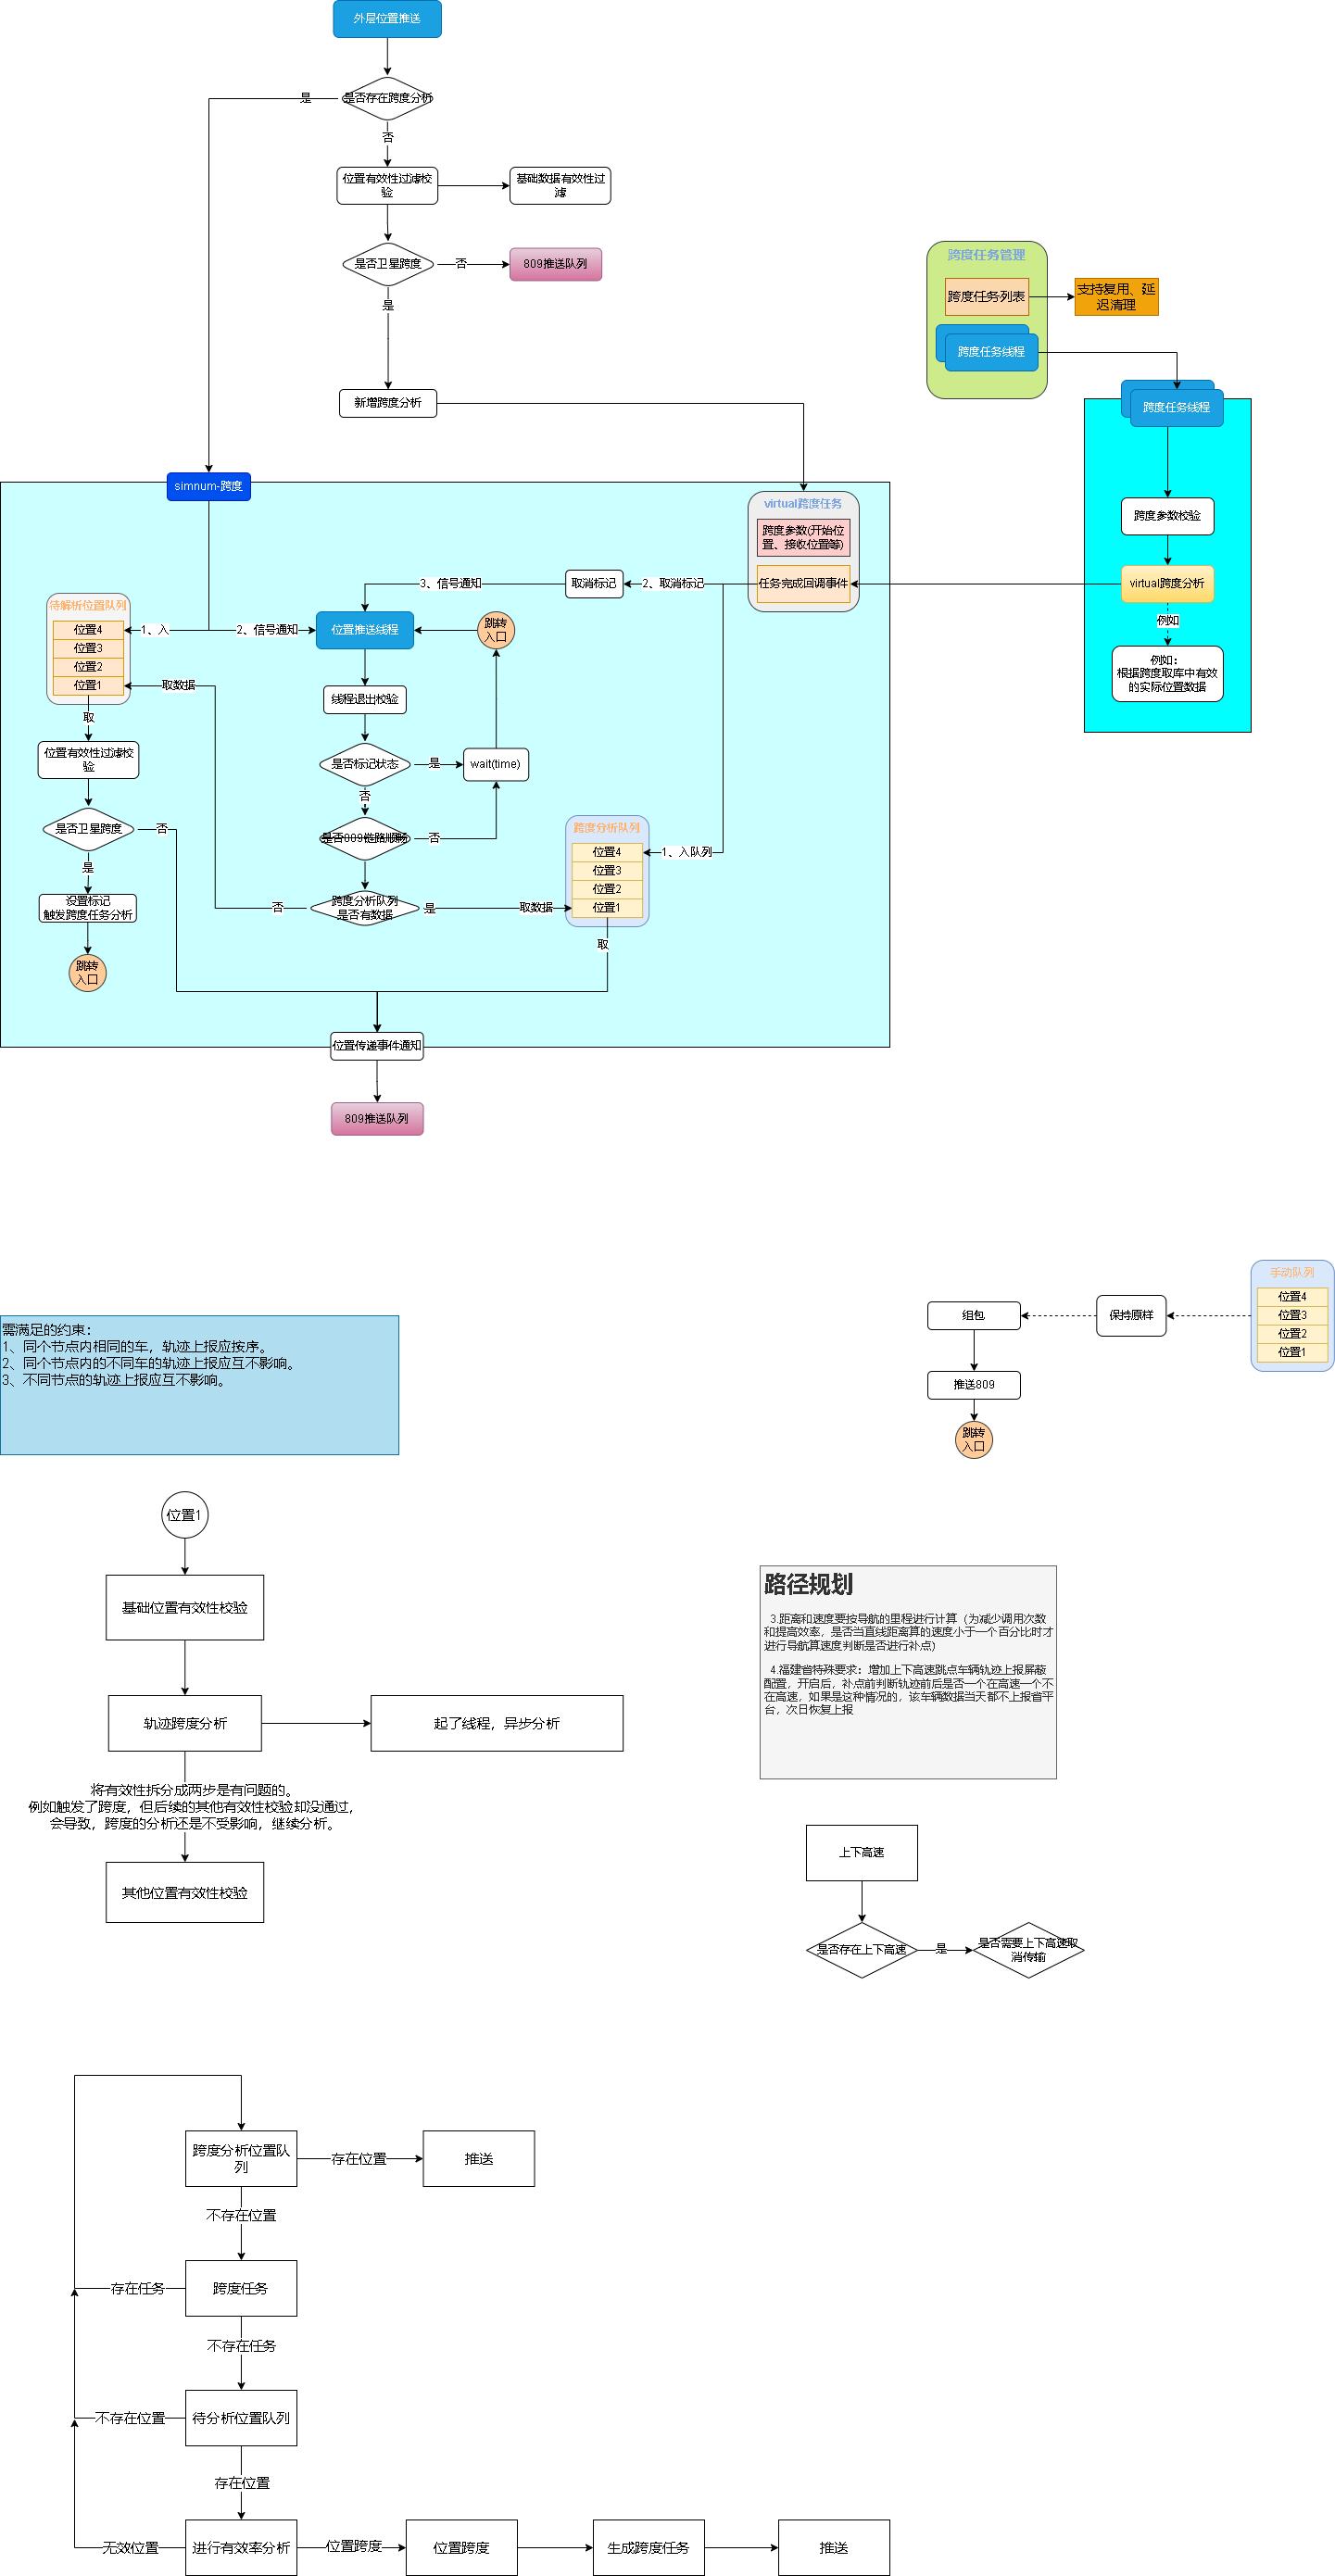 外层位置推送
是否存在跨度分析
是
否
位置有效性过滤校
验
基础数据有效性过
滤
是否卫星跨度
否
809推送队列
是
新增跨度分析
跨度任务管理
跨度任务列表
支持复用、延
迟清理
跨度任务线程
跨度任务线程
跨度参数校验
virtual跨度分析
例如
例如：
根据跨度取库中有效
的实际位置数据
simnum-跨度
virtual跨度任务
跨度参数(开始位
置、接收位置等)
任务完成回调事件
2、取消标记
取消标记
3、信号通知
待解析位置队列
位置4
位置3
位置2
位置1
1、入
2、信号通知
位置推送线程
跳转
入口
取数据
线程退出校验
取
位置有效性过滤校
验
是否标记状态
是
wait(time)
否
是否卫星跨度
否
是否809链路顺畅
否
跨度分析队列
位置4
位置3
位置2
位置1
1、入队列
是
设置标记
触发跨度任务分析
跨度分析队列
是否有数据
否
是
取数据
取
跳转
入口
位置传递事件通知
809推送队列
手动队列
位置4
位置3
位置2
位置1
保持原样
组包
推送809
跳转
入口
需满足的约束：
1、同个节点内相同的车，轨迹上报应按序。
2、同个节点内的不同车的轨迹上报应互不影响。
3、不同节点的轨迹上报应互不影响。
位置1
基础位置有效性校验
轨迹跨度分析
起了线程，异步分析
将有效性拆分成两步是有问题的。
例如触发了跨度，但后续的其他有效性校验却没通过，
会导致，跨度的分析还是不受影响，继续分析。
其他位置有效性校验
路径规划
3.距离和速度要按导航的里程进行计算（为减少调用次数
和提高效率，是否当直线距离算的速度小于一个百分比时才
进行导航算速度判断是否进行补点）
4.福建省特殊要求：增加上下高速跳点车辆轨迹上报屏蔽
配置，开启后，补点前判断轨迹前后是否一个在高速一个不
在高速，如果是这种情况的，该车辆数据当天都不上报省平
台，次日恢复上报
上下高速
是否存在上下高速
是
是否需要上下高速取
消传输
跨度分析位置队
列
存在位置
推送
不存在位置
存在任务
跨度任务
不存在任务
不存在位置
待分析位置队列
存在位置
无效位置
进行有效率分析
位置跨度
位置跨度
生成跨度任务
推送